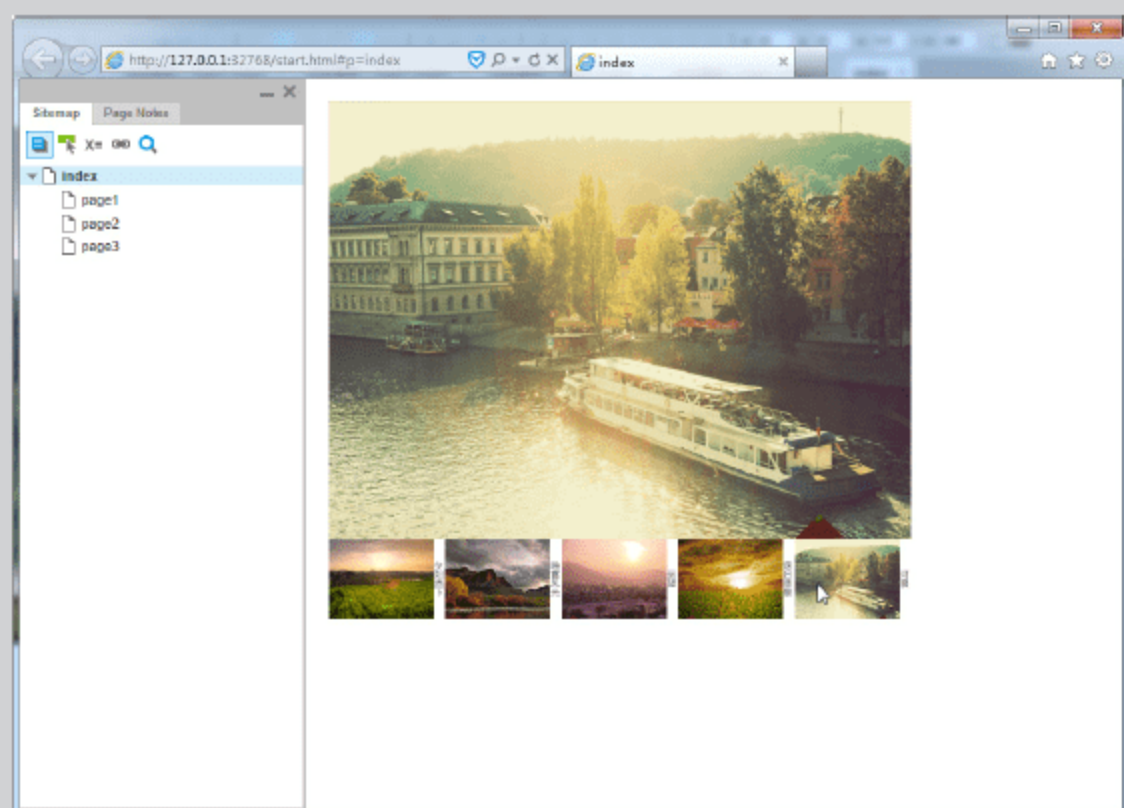 http://127.0.0.1:32768/start.html#p=index
index
Sitemap
Page Notes
X=
index
page1
page2
page3